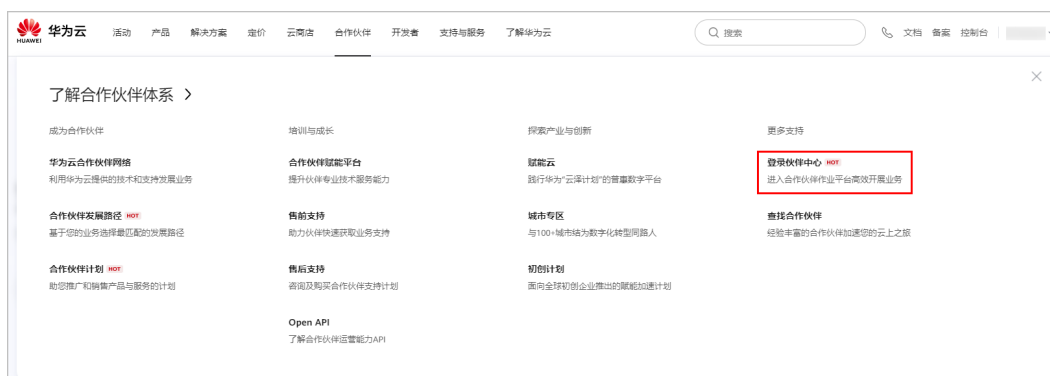 HUAWEI 华为云 活动 产品 解决方案 定价 云商店 合作伙伴 开发者 支持与服务 了解华为云 搜索 文档 备案 控制台
了解合作伙伴体系
成为合作伙伴 培训与成长 探索产业与创新 更多支持
华为云合作伙伴网络 合作伙伴赋能平台 赋能云 登录伙伴中心 HOT
利用华为云提供的技术和支持发展业务 提升伙伴专业技术服务能力 践行华为“云泽计划”的普惠数字平台 进入合作伙伴作业平台高效开展业务
合作伙伴发展路径 HOT 售前支持 城市专区 查找合作伙伴
基于您的业务选择最匹配的发展路径 助力伙伴快速获取业务支持 与100+城市结为数字化转型同路人 经验丰富的合作伙伴加速您的云上之旅
合作伙伴计划 HOT 售后支持 初创计划
助您推广和销售产品与服务的计划 咨询及购买合作伙伴支持计划 面向全球初创企业推出的赋能加速计划
Open API
了解合作伙伴运营能力API